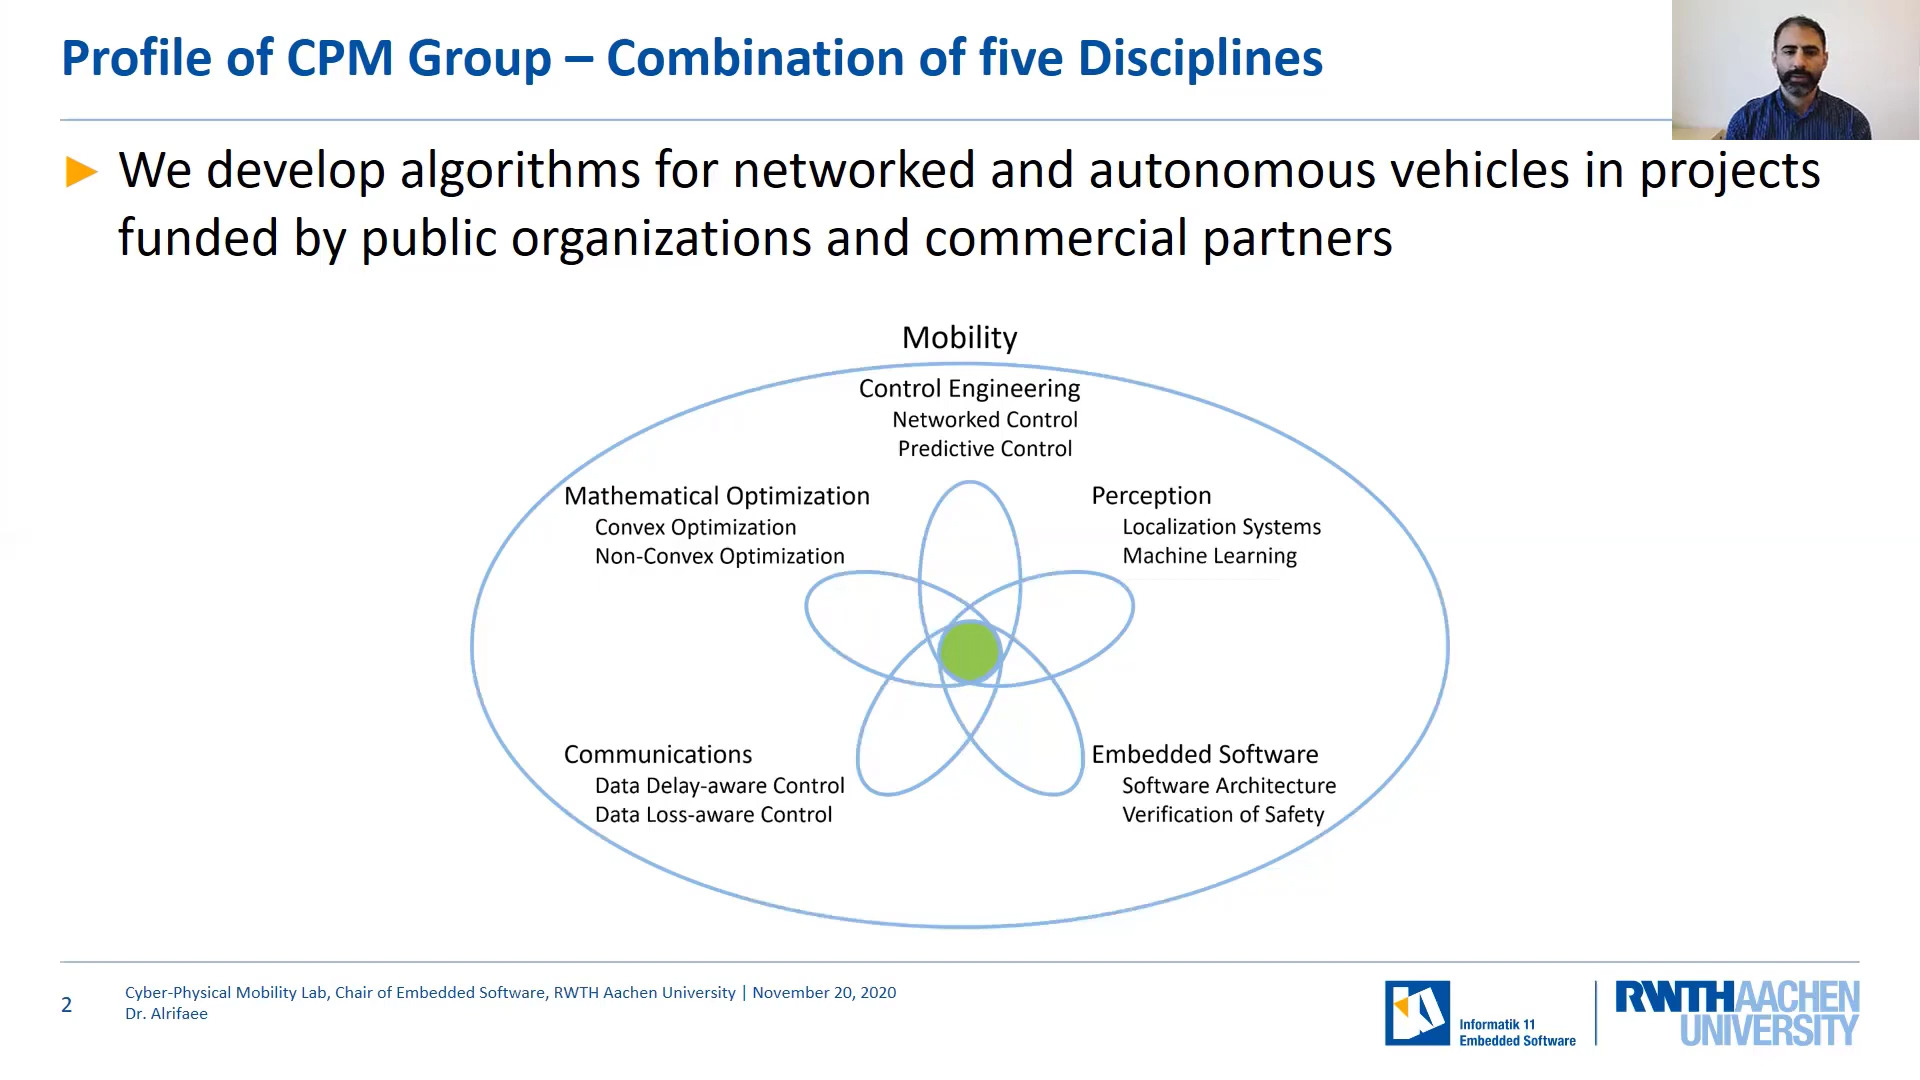 Profile of CPM Group – Combination of five Disciplines
We develop algorithms for networked and autonomous vehicles in projects
funded by public organizations and commercial partners
Mobility
Control Engineering
Networked Control
Predictive Control
Mathematical Optimization
Convex Optimization
Non-Convex Optimization
Perception
Localization Systems
Machine Learning
Communications
Data Delay-aware Control
Data Loss-aware Control
Embedded Software
Software Architecture
Verification of Safety
2
Cyber-Physical Mobility Lab, Chair of Embedded Software, RWTH Aachen University | November 20, 2020
Dr. Alrifaee
Informatik 11
Embedded Software
RWTHAACHEN
UNIVERSITY